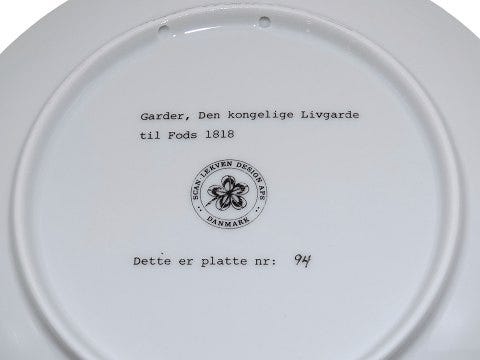 Garder, Den kongelige Livgarde
til Fods 1818
SCAN LEKVEN DESIGN APS
DANMARK
Dette er platte nr: 94